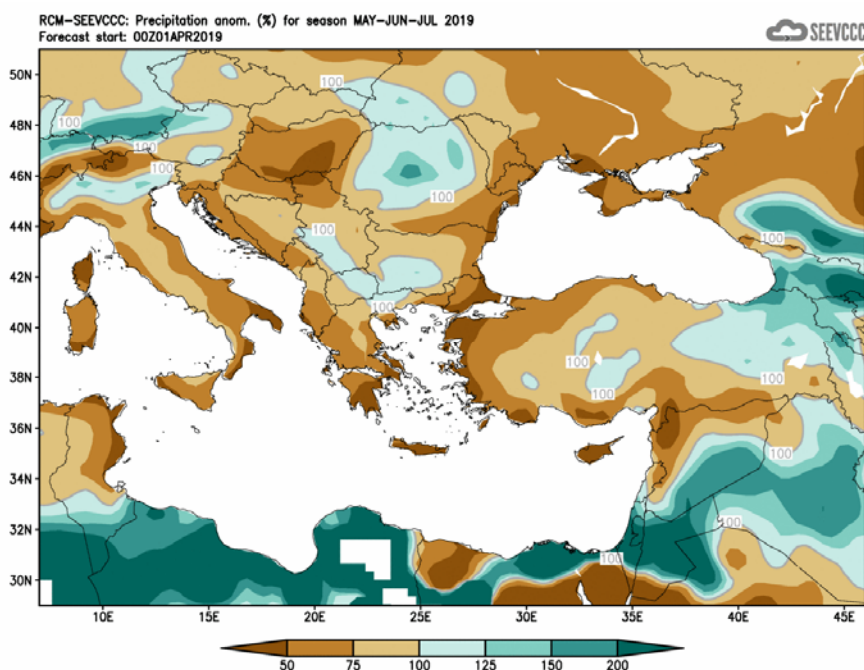 RCM-SEEVCCC: Precipitation anom. (%) for season MAY-JUN-JUL 2019
Forecast start: 00Z01APR2019
SEEVCCC
50N
100
100
48N
100
100
46N
100
44N
100
100
42N
100
40N
100
38N
100
100
36N
100
34N
32N
100
30N
100
10E 15E 20E 25E 30E 35E 40E 45E
50 75 100 125 150 200